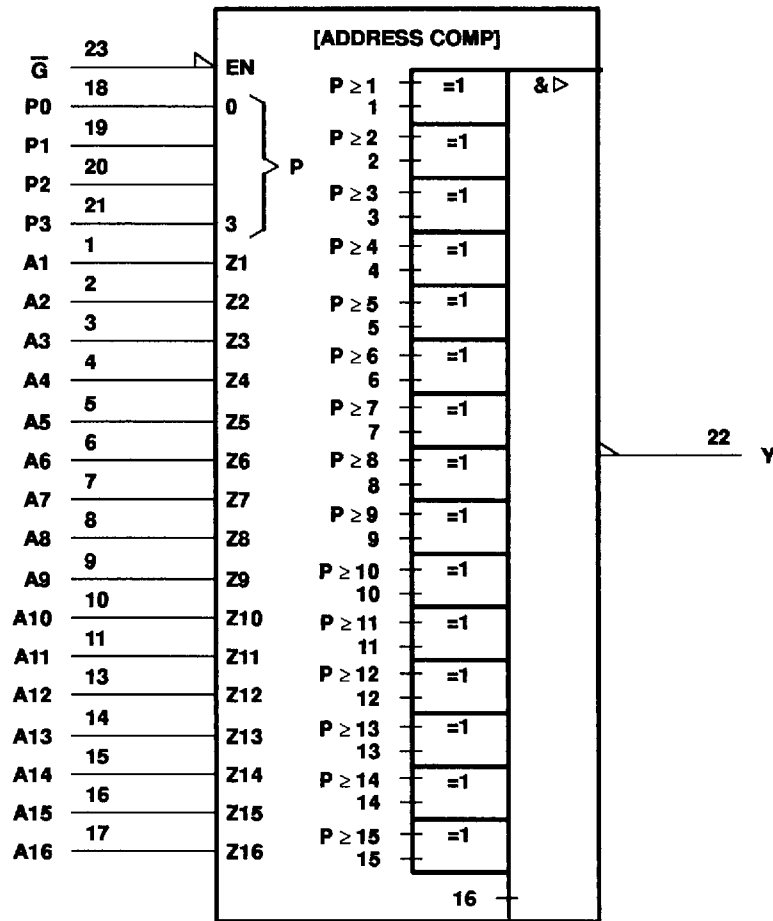 [ADDRESS COMP]
G 23 EN
P0 18 0
P1 19
P2 20
P3 21 3
P
A1 1 Z1
A2 2 Z2
A3 3 Z3
A4 4 Z4
A5 5 Z5
A6 6 Z6
A7 7 Z7
A8 8 Z8
A9 9 Z9
A10 10 Z10
A11 11 Z11
A12 13 Z12
A13 14 Z13
A14 15 Z14
A15 16 Z15
A16 17 Z16
P ≥ 1 =1
1
P ≥ 2 =1
2
P ≥ 3 =1
3
P ≥ 4 =1
4
P ≥ 5 =1
5
P ≥ 6 =1
6
P ≥ 7 =1
7
P ≥ 8 =1
8
P ≥ 9 =1
9
P ≥ 10 =1
10
P ≥ 11 =1
11
P ≥ 12 =1
12
P ≥ 13 =1
13
P ≥ 14 =1
14
P ≥ 15 =1
15
16
& ▷
22 Y